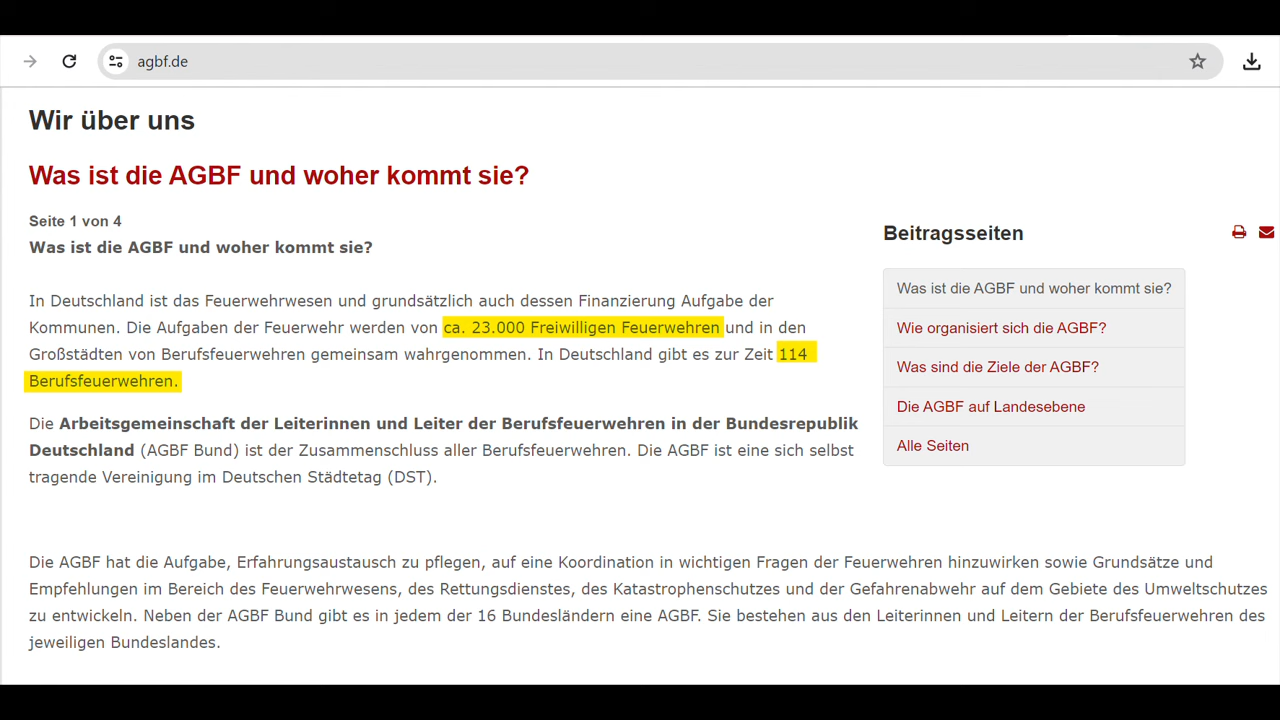 agbf.de
Wir über uns
Was ist die AGBF und woher kommt sie?
Seite 1 von 4
Was ist die AGBF und woher kommt sie?
In Deutschland ist das Feuerwehrwesen und grundsätzlich auch dessen Finanzierung Aufgabe der
Kommunen. Die Aufgaben der Feuerwehr werden von ca. 23.000 Freiwilligen Feuerwehren und in den
Großstädten von Berufsfeuerwehren gemeinsam wahrgenommen. In Deutschland gibt es zur Zeit 114
Berufsfeuerwehren.
Die Arbeitsgemeinschaft der Leiterinnen und Leiter der Berufsfeuerwehren in der Bundesrepublik
Deutschland (AGBF Bund) ist der Zusammenschluss aller Berufsfeuerwehren. Die AGBF ist eine sich selbst
tragende Vereinigung im Deutschen Städtetag (DST).
Beitragsseiten
Was ist die AGBF und woher kommt sie?
Wie organisiert sich die AGBF?
Was sind die Ziele der AGBF?
Die AGBF auf Landesebene
Alle Seiten
Die AGBF hat die Aufgabe, Erfahrungsaustausch zu pflegen, auf eine Koordination in wichtigen Fragen der Feuerwehren hinzuwirken sowie Grundsätze und
Empfehlungen im Bereich des Feuerwehrwesens, des Rettungsdienstes, des Katastrophenschutzes und der Gefahrenabwehr auf dem Gebiete des Umweltschutzes
zu entwickeln. Neben der AGBF Bund gibt es in jedem der 16 Bundesländern eine AGBF. Sie bestehen aus den Leiterinnen und Leitern der Berufsfeuerwehren des
jeweiligen Bundeslandes.